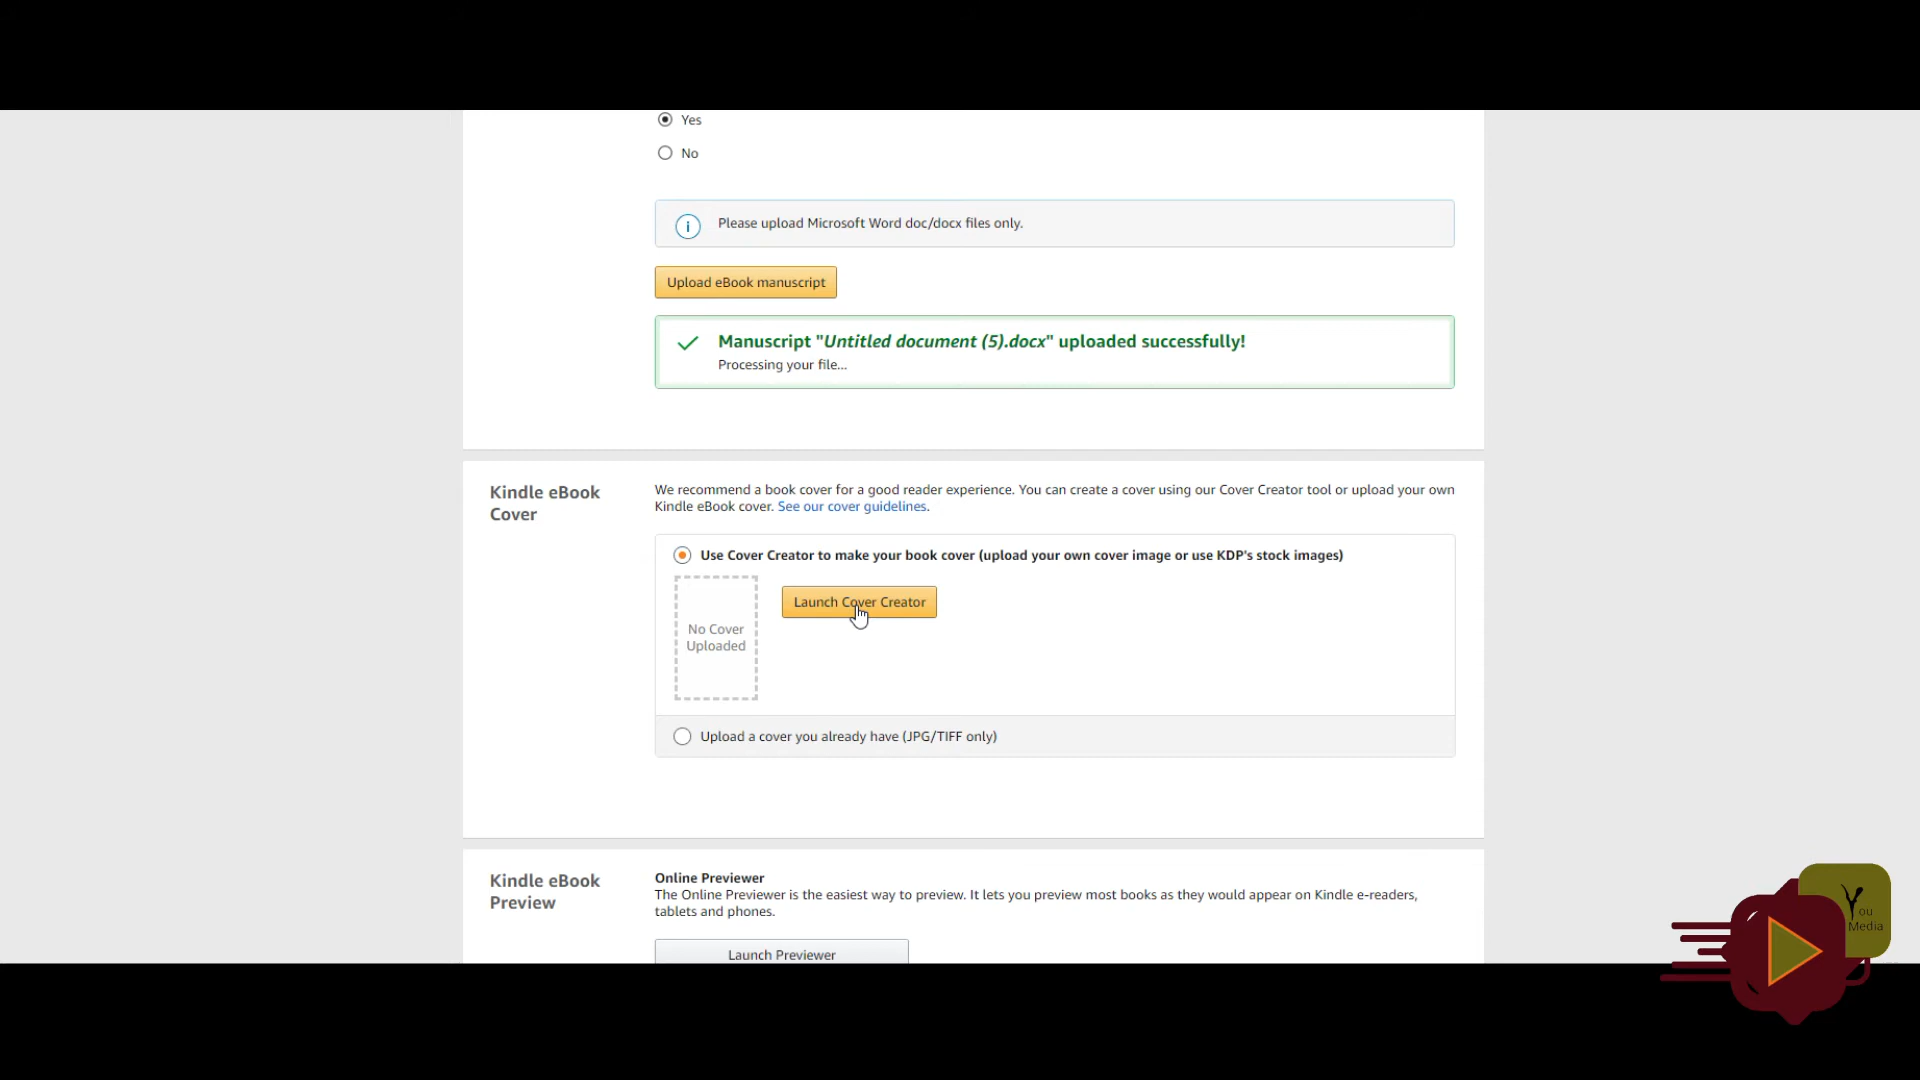 Yes
No
Please upload Microsoft Word doc/docx files only.
Upload eBook manuscript
Manuscript "Untitled document (5).docx" uploaded successfully!
Processing your file...
Kindle eBook
Cover
We recommend a book cover for a good reader experience. You can create a cover using our Cover Creator tool or upload your own
Kindle eBook cover. See our cover guidelines.
Use Cover Creator to make your book cover (upload your own cover image or use KDP's stock images)
Launch Cover Creator
No Cover
Uploaded
Upload a cover you already have (JPG/TIFF only)
Kindle eBook
Preview
Online Previewer
The Online Previewer is the easiest way to preview. It lets you preview most books as they would appear on Kindle e-readers,
tablets and phones.
Launch Previewer
You
Media